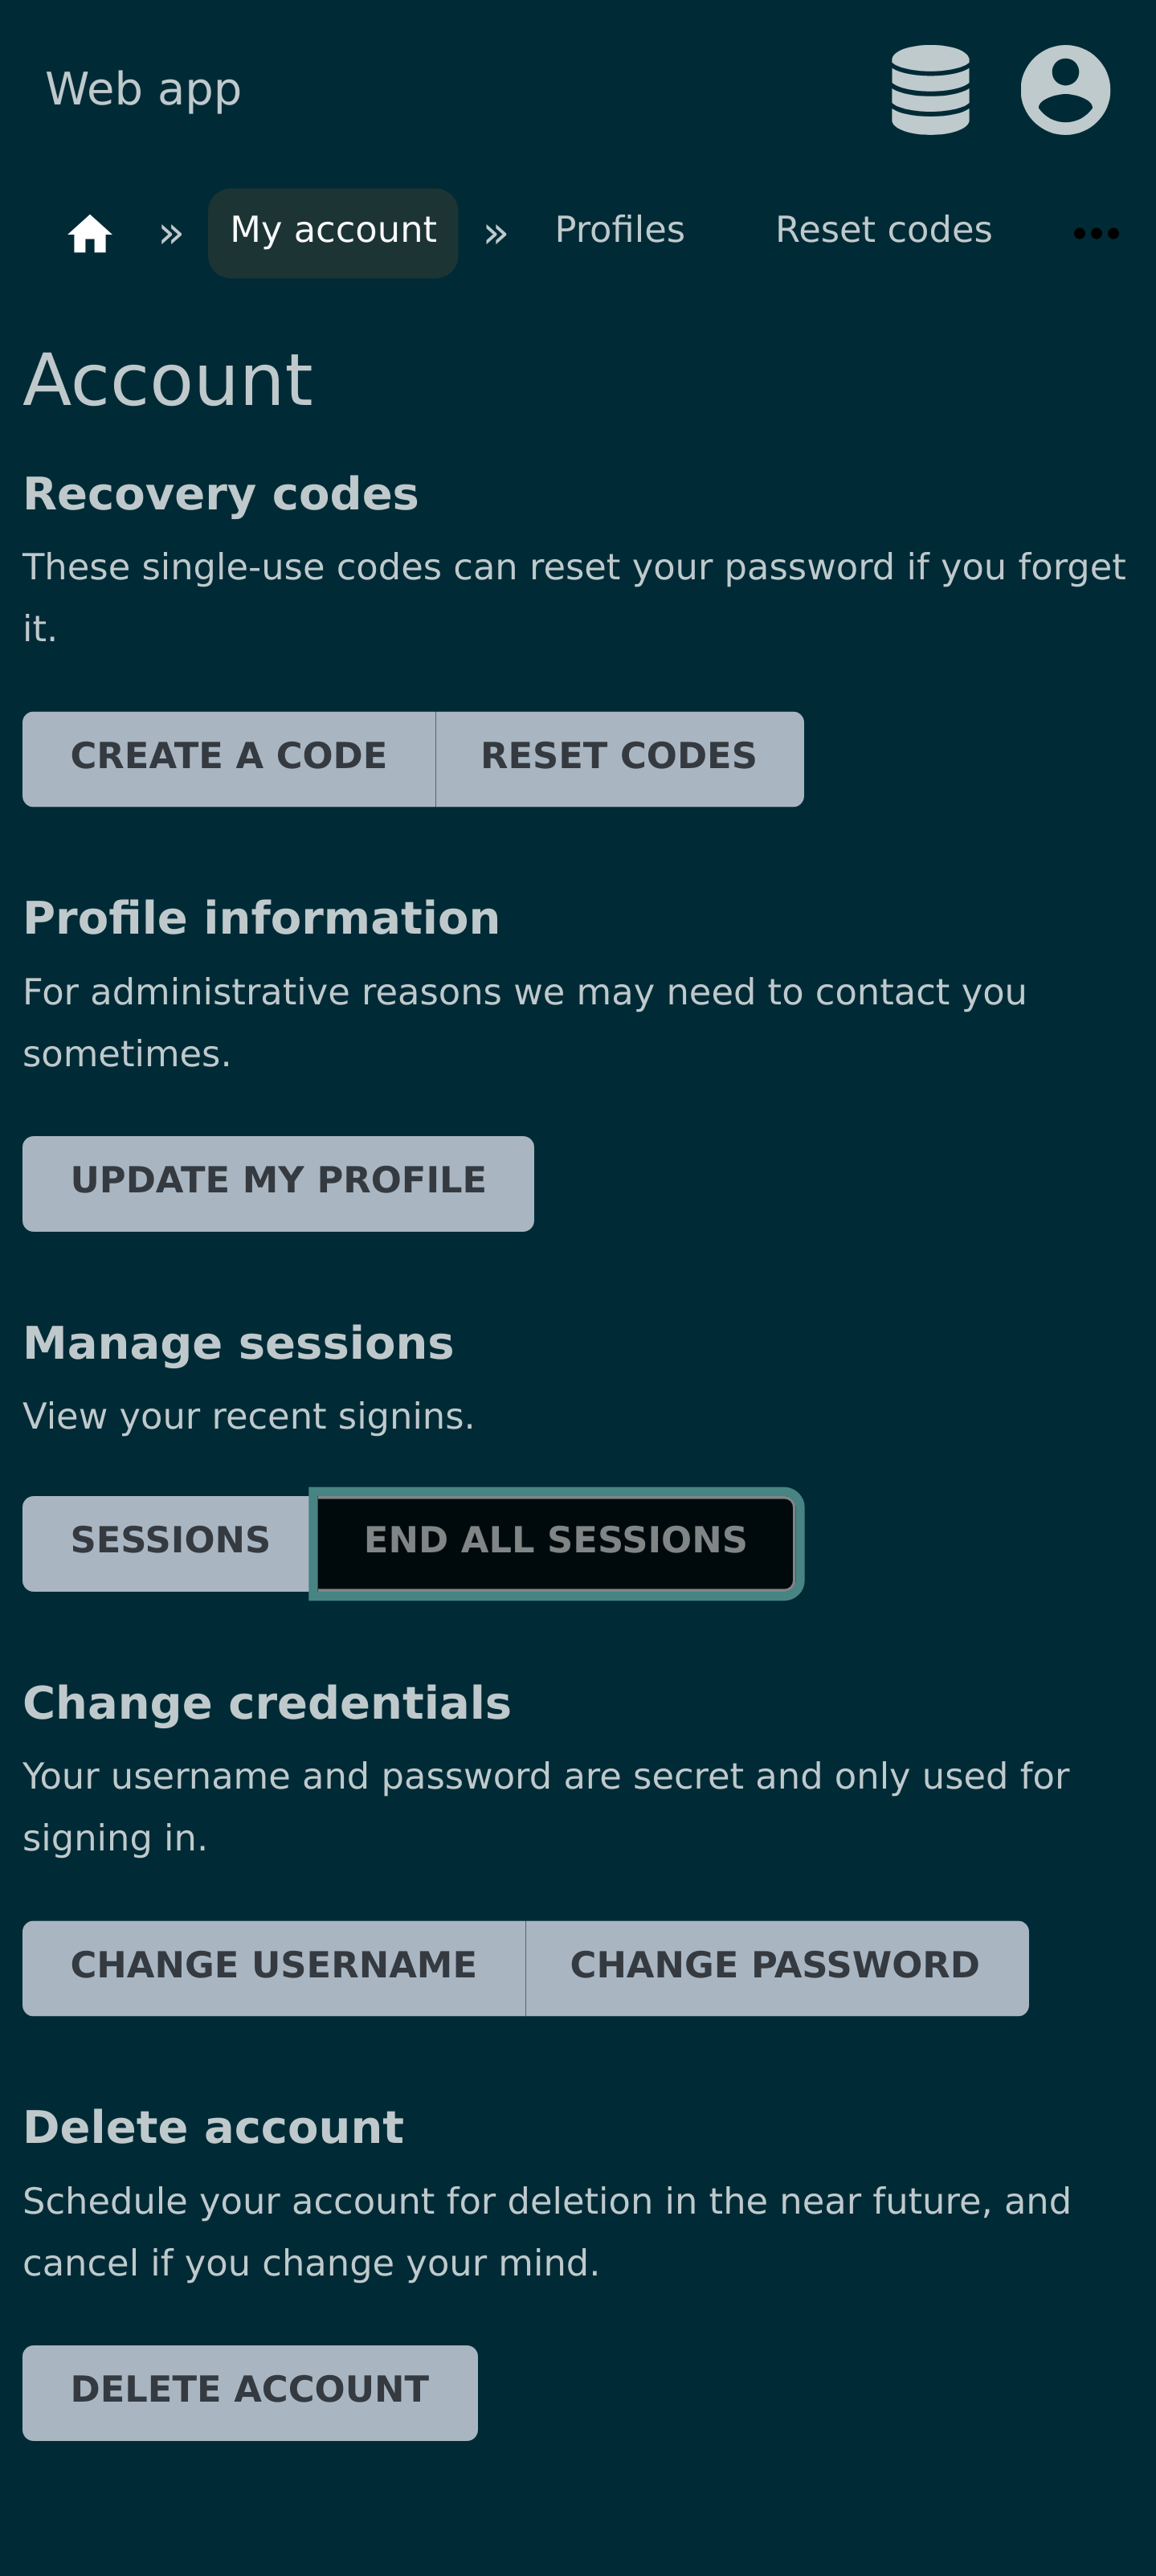 Web app
» My account » Profiles Reset codes •••
Account
Recovery codes
These single-use codes can reset your password if you forget
it.
CREATE A CODE RESET CODES
Profile information
For administrative reasons we may need to contact you
sometimes.
UPDATE MY PROFILE
Manage sessions
View your recent signins.
SESSIONS END ALL SESSIONS
Change credentials
Your username and password are secret and only used for
signing in.
CHANGE USERNAME CHANGE PASSWORD
Delete account
Schedule your account for deletion in the near future, and
cancel if you change your mind.
DELETE ACCOUNT